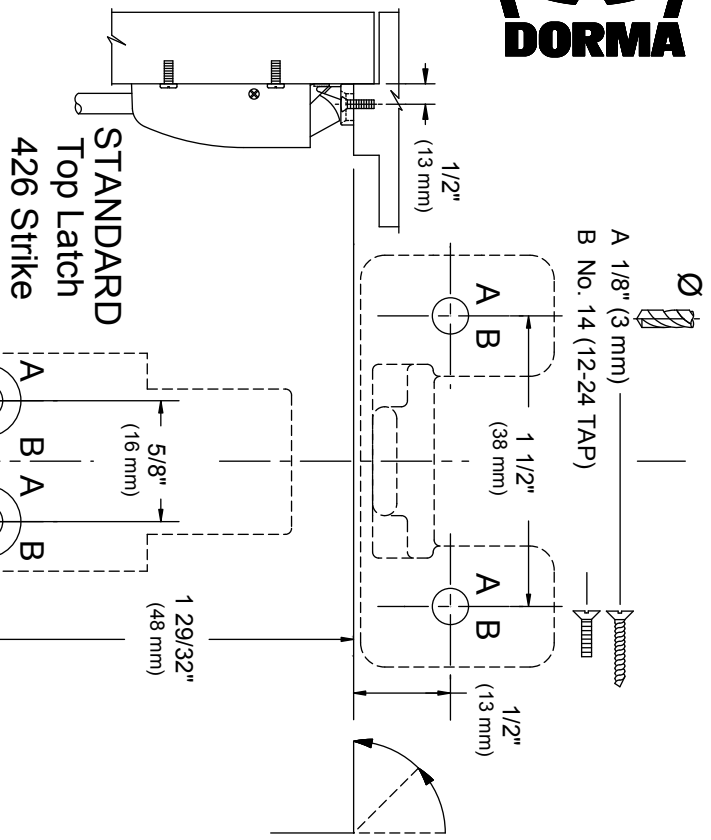 DORMA
Ø
A 1/8" (3 mm)
B No. 14 (12-24 TAP)
1/2"
(13 mm)
STANDARD
Top Latch
426 Strike
A
B
1 1/2"
(38 mm)
A
B
1/2"
(13 mm)
A
B
5/8"
(16 mm)
A
B
1 29/32"
(48 mm)